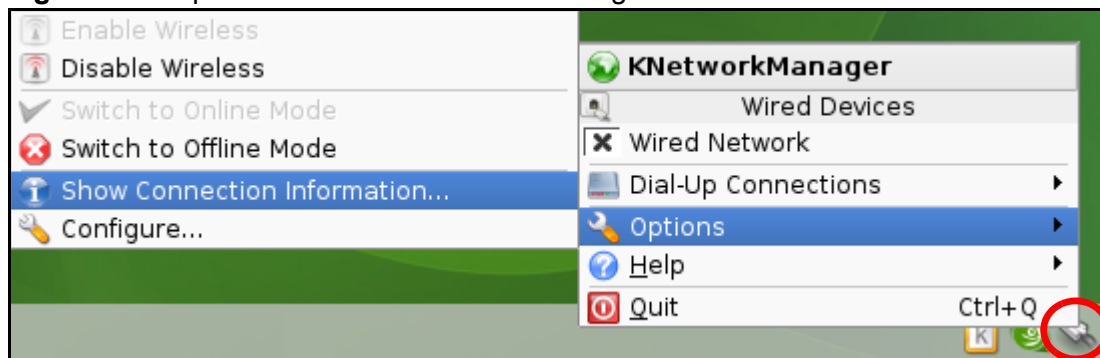 Enable Wireless
Disable Wireless
Switch to Online Mode
Switch to Offline Mode
Show Connection Information...
Configure...
KNetworkManager
Wired Devices
Wired Network
Dial-Up Connections
Options
Help
Quit Ctrl+Q
K